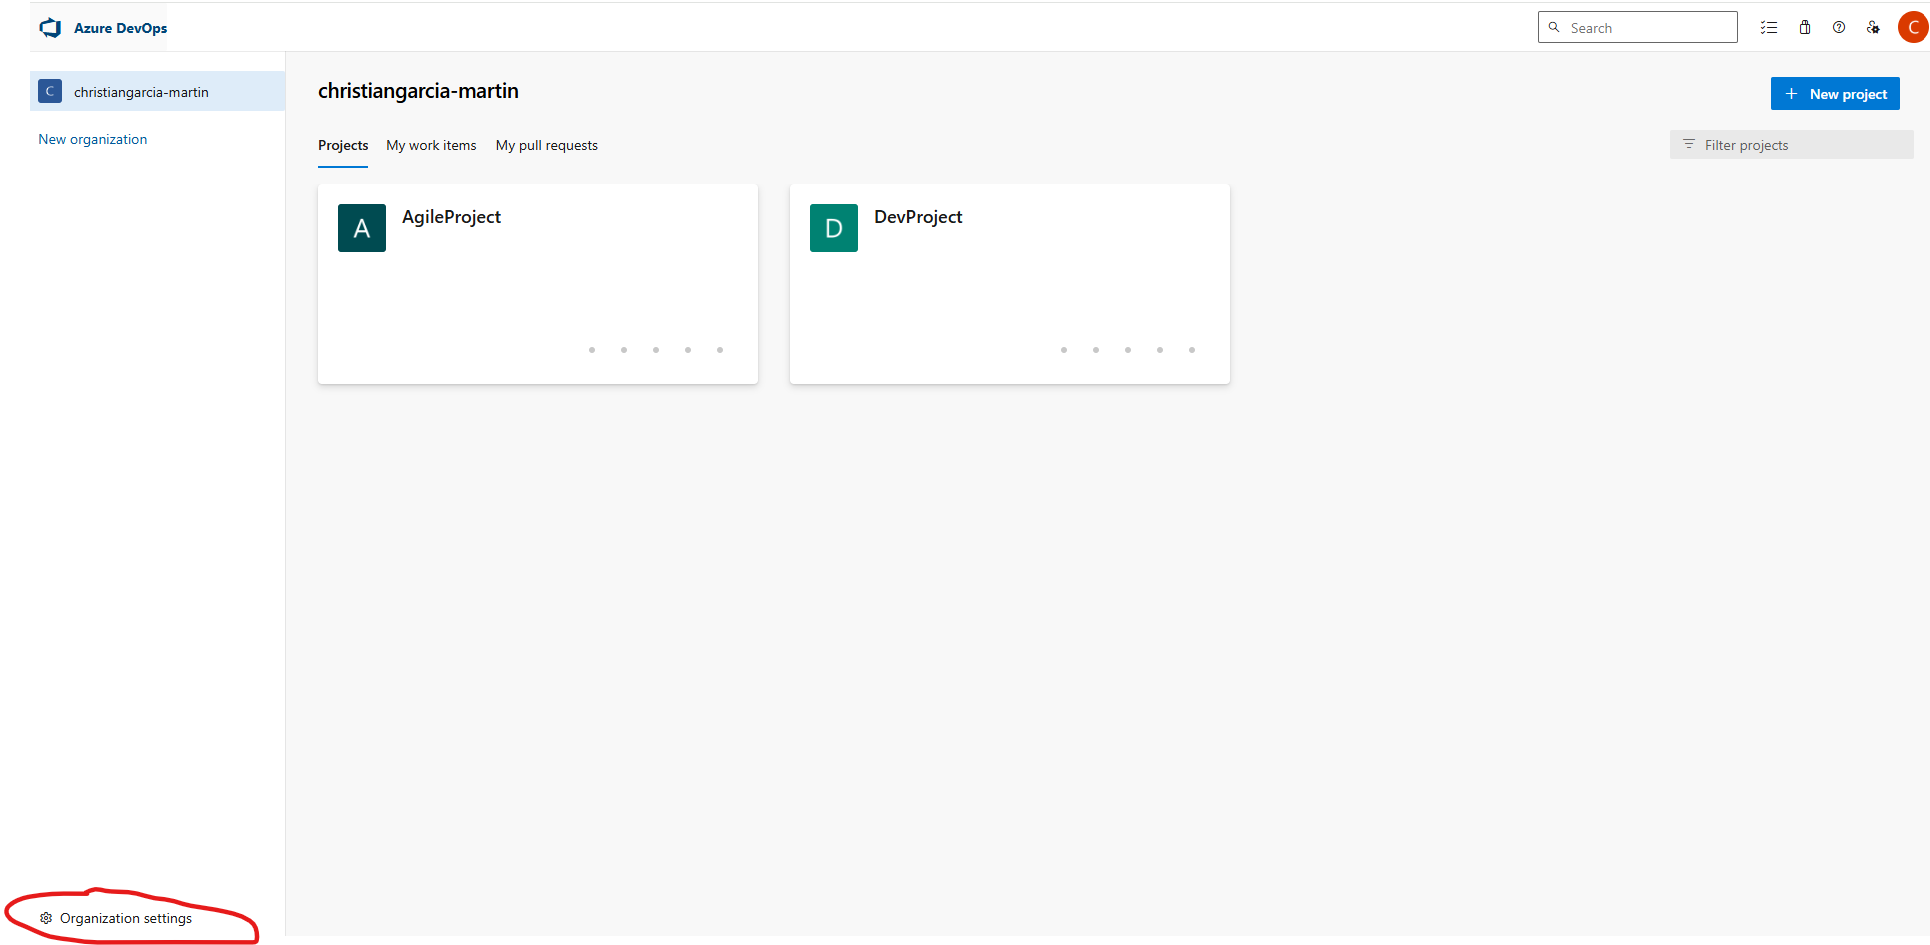 Azure DevOps
Search
C
C
christiangarcia-martin
New organization
christiangarcia-martin
New project
Projects
My work items
My pull requests
Filter projects
A
AgileProject
D
DevProject
Organization settings